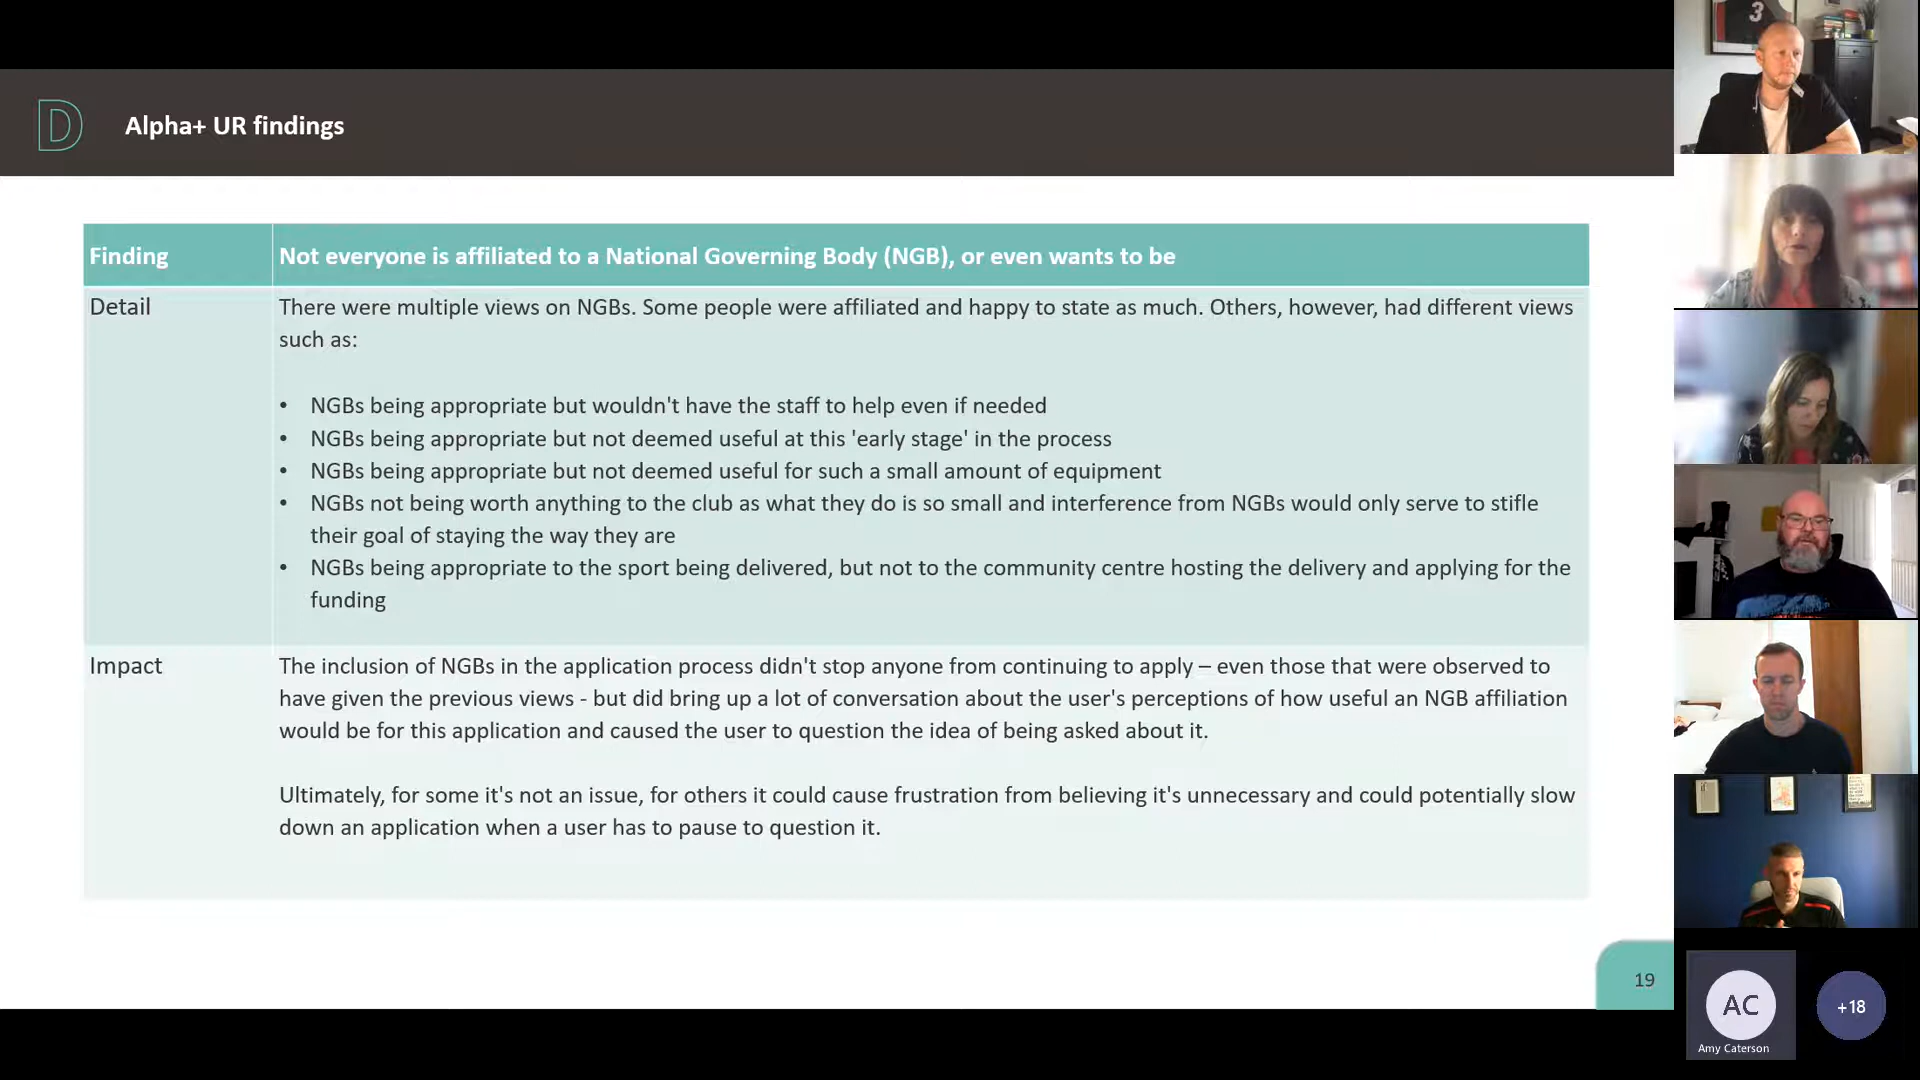 3
D
Alpha+ UR findings
Finding
Not everyone is affiliated to a National Governing Body (NGB), or even wants to be
Detail
There were multiple views on NGBs. Some people were affiliated and happy to state as much. Others, however, had different views
such as:
• NGBs being appropriate but wouldn't have the staff to help even if needed
• NGBs being appropriate but not deemed useful at this 'early stage' in the process
• NGBs being appropriate but not deemed useful for such a small amount of equipment
• NGBs not being worth anything to the club as what they do is so small and interference from NGBs would only serve to stifle
their goal of staying the way they are
• NGBs being appropriate to the sport being delivered, but not to the community centre hosting the delivery and applying for the
funding
Impact
The inclusion of NGBs in the application process didn't stop anyone from continuing to apply – even those that were observed to
have given the previous views - but did bring up a lot of conversation about the user's perceptions of how useful an NGB affiliation
would be for this application and caused the user to question the idea of being asked about it.
Ultimately, for some it's not an issue, for others it could cause frustration from believing it's unnecessary and could potentially slow
down an application when a user has to pause to question it.
19
AC
Amy Caterson
+18